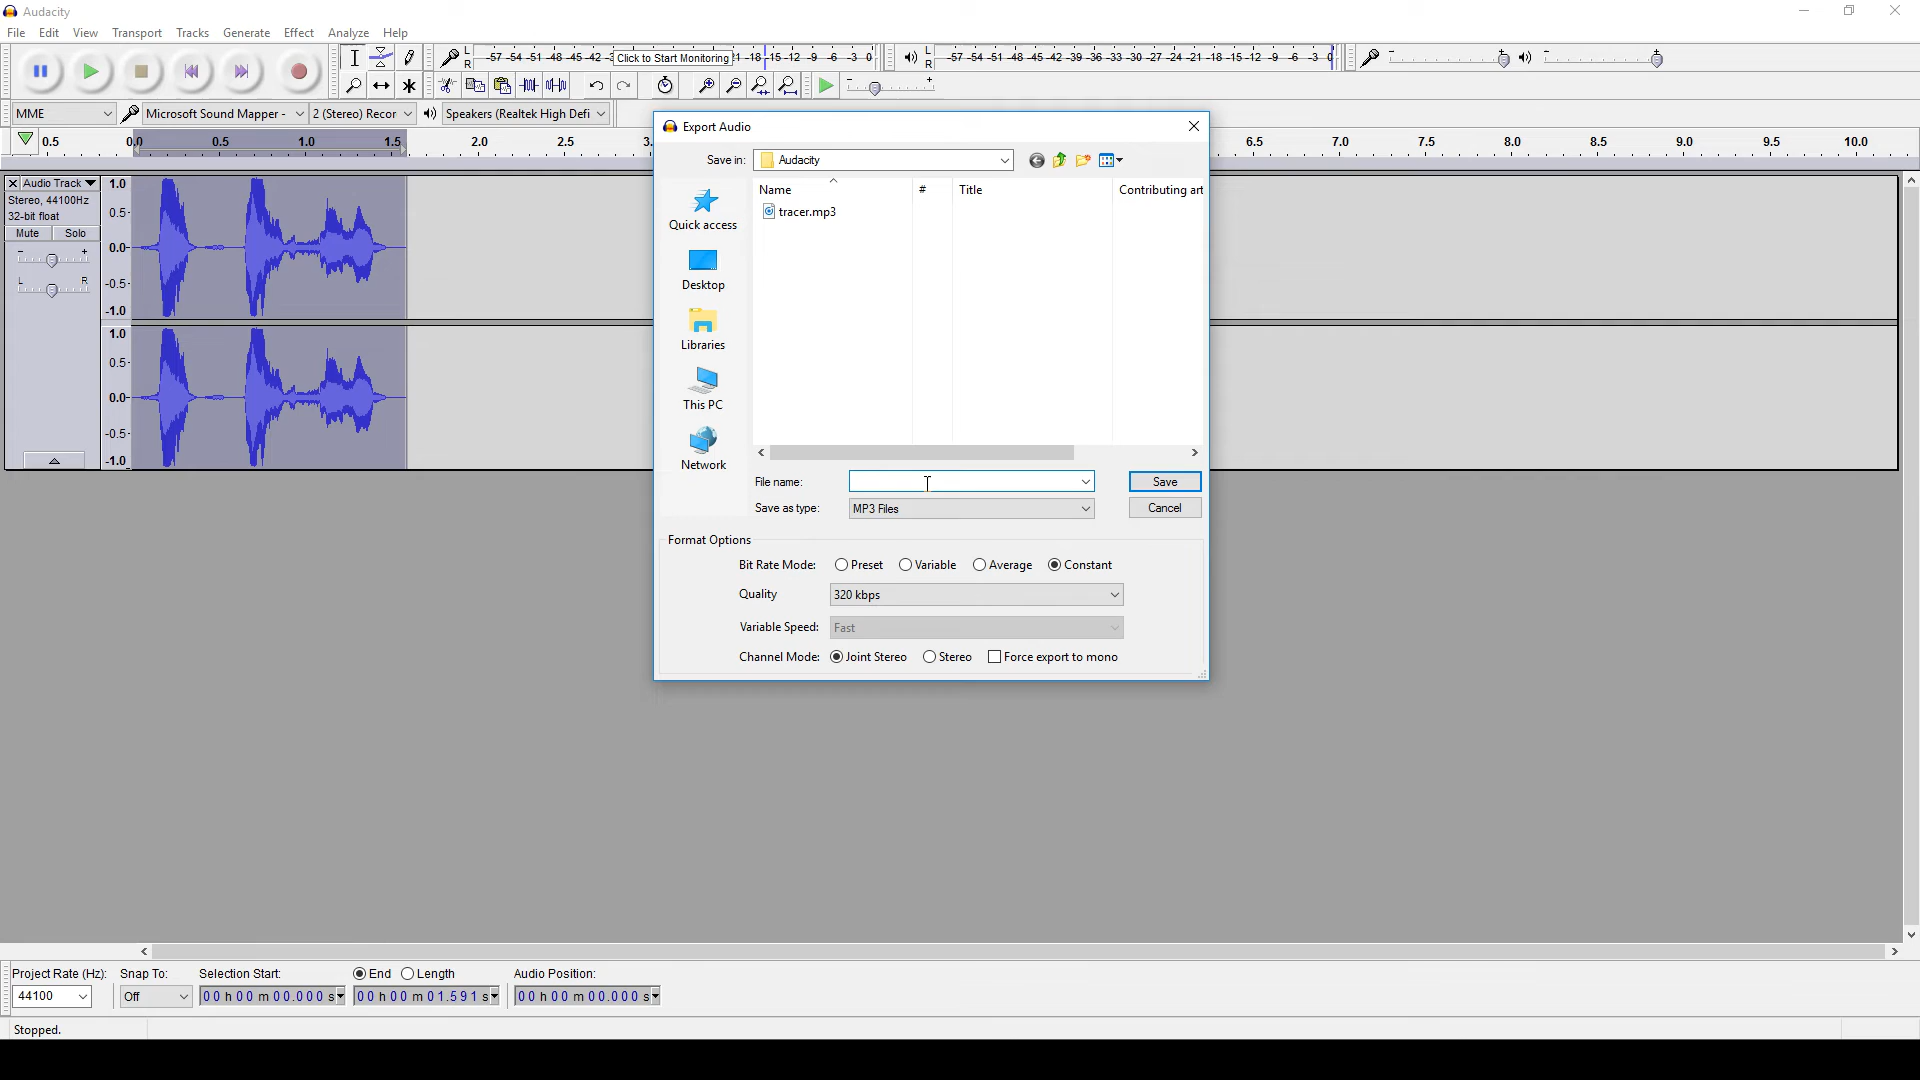 Audacity
File Edit View Transport Tracks Generate Effect Analyze Help
L R -57 -54 -51 -48 -45 -42 Click to Start Monitoring -18 -15 -12 -9 -6 -3 0
L R -57 -54 -51 -48 -45 -42 -39 -36 -33 -30 -27 -24 -21 -18 -15 -12 -9 -6 -3 0
MME Microsoft Sound Mapper - 2 (Stereo) Recor Speakers (Realtek High Defi
0.5 0.0 0.5 1.0 1.5 2.0 2.5 6.5 7.0 7.5 8.0 8.5 9.0 9.5 10.0
Audio Track
Stereo, 44100Hz
32-bit float
Mute Solo
- +
L R
1.0
0.5
0.0
-0.5
-1.0
1.0
0.5
0.0
-0.5
-1.0
Export Audio
Save in: Audacity
Name # Title Contributing art
tracer.mp3
Quick access
Desktop
Libraries
This PC
Network
File name:
Save
Save as type: MP3 Files
Cancel
Format Options
Bit Rate Mode: Preset Variable Average Constant
Quality 320 kbps
Variable Speed: Fast
Channel Mode: Joint Stereo Stereo Force export to mono
Project Rate (Hz): Snap To: Selection Start: End Length Audio Position:
44100 Off 00 h 00 m 00.000 s 00 h 00 m 01.591 s 00 h 00 m 00.000 s
Stopped.